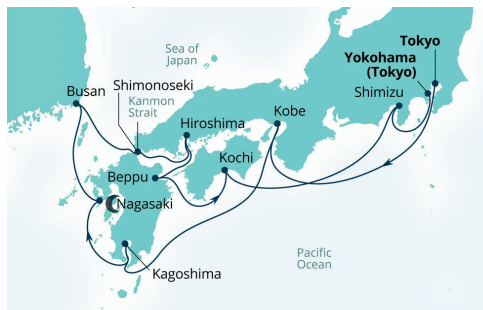 Sea of
Japan
Tokyo
Yokohama
(Tokyo)
Shimizu
Busan
Shimonoseki
Kanmon
Strait
Hiroshima
Kobe
Kochi
Beppu
Nagasaki
Kagoshima
Pacific
Ocean